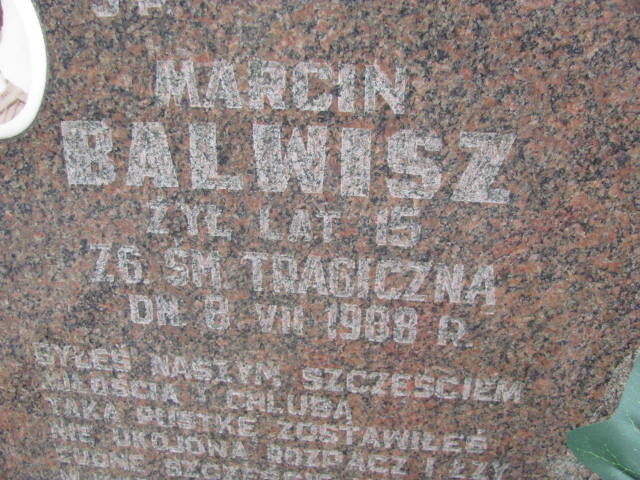 MARCIN
BALWISZ
ŻYŁ LAT 15
ZG. ŚM. TRAGICZNĄ
DN. 8 VII 1988 R.
BYŁEŚ NASZYM SZCZĘŚCIEM
MIŁOŚCIĄ I CHLUBĄ
TAKĄ PUSTKĘ ZOSTAWIŁEŚ
NIE UKOJONĄ ROZPACZ I ŁZY